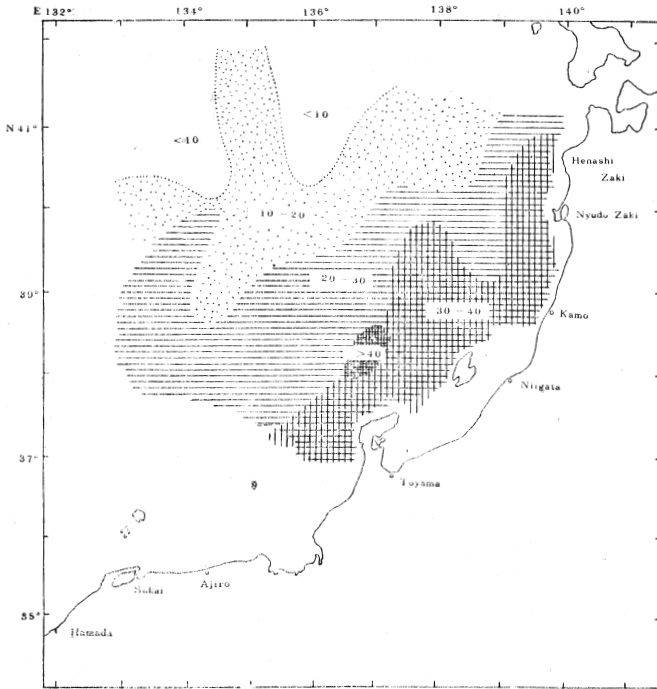 E 132° 134° 136° 138° 140°
<10
N 41°
<40
Henashi
Zaki
10-20
Nyudo Zaki
20-30
39°
30-40
Kamo
>40
Niigata
37°
Toyama
Ajiro
Sakai
35°
Hamada